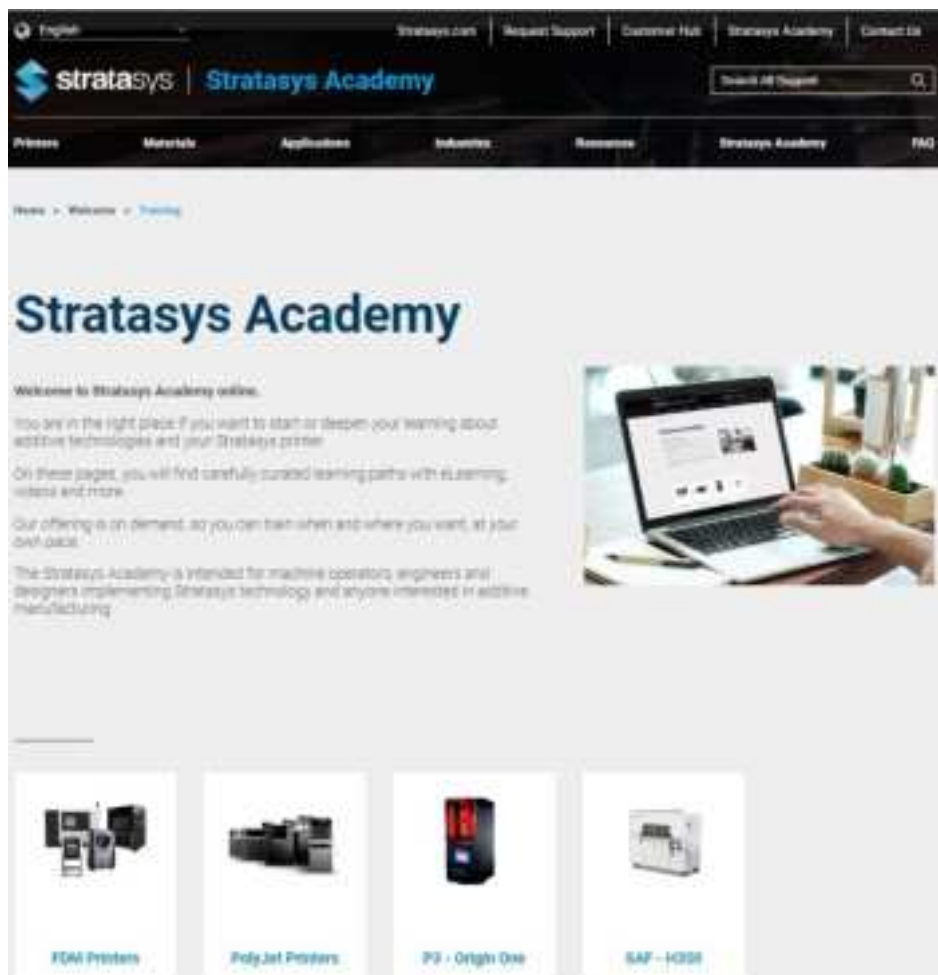 English
Stratasys.com | Request Support | Customer Hub | Stratasys Academy | Contact Us
stratasys | Stratasys Academy
Search All Support
Printers Materials Applications Industries Resources Stratasys Academy FAQ
Home > Welcome > Training
Stratasys Academy
Welcome to Stratasys Academy online.
You are in the right place if you want to start or deepen your learning about
additive technologies and your Stratasys printer.
On these pages, you will find carefully curated learning paths with eLearning,
videos and more.
Our offering is on demand, so you can train when and where you want, at your
own pace.
The Stratasys Academy is intended for machine operators, engineers and
designers implementing Stratasys technology and anyone interested in additive
manufacturing.
FDM Printers
PolyJet Printers
P3 - Origin One
SAF - H350